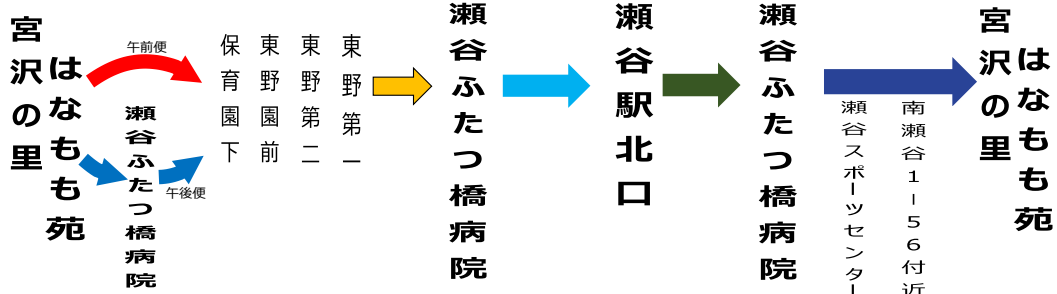 宮沢の里
はなもも苑
午前便
瀬谷ふたつ橋病院
午後便
保育園下
東野園前
東野第二
東野第一
瀬谷ふたつ橋病院
瀬谷駅北口
瀬谷ふたつ橋病院
瀬谷スポーツセンター
南瀬谷1-56付近
宮沢の里
はなもも苑